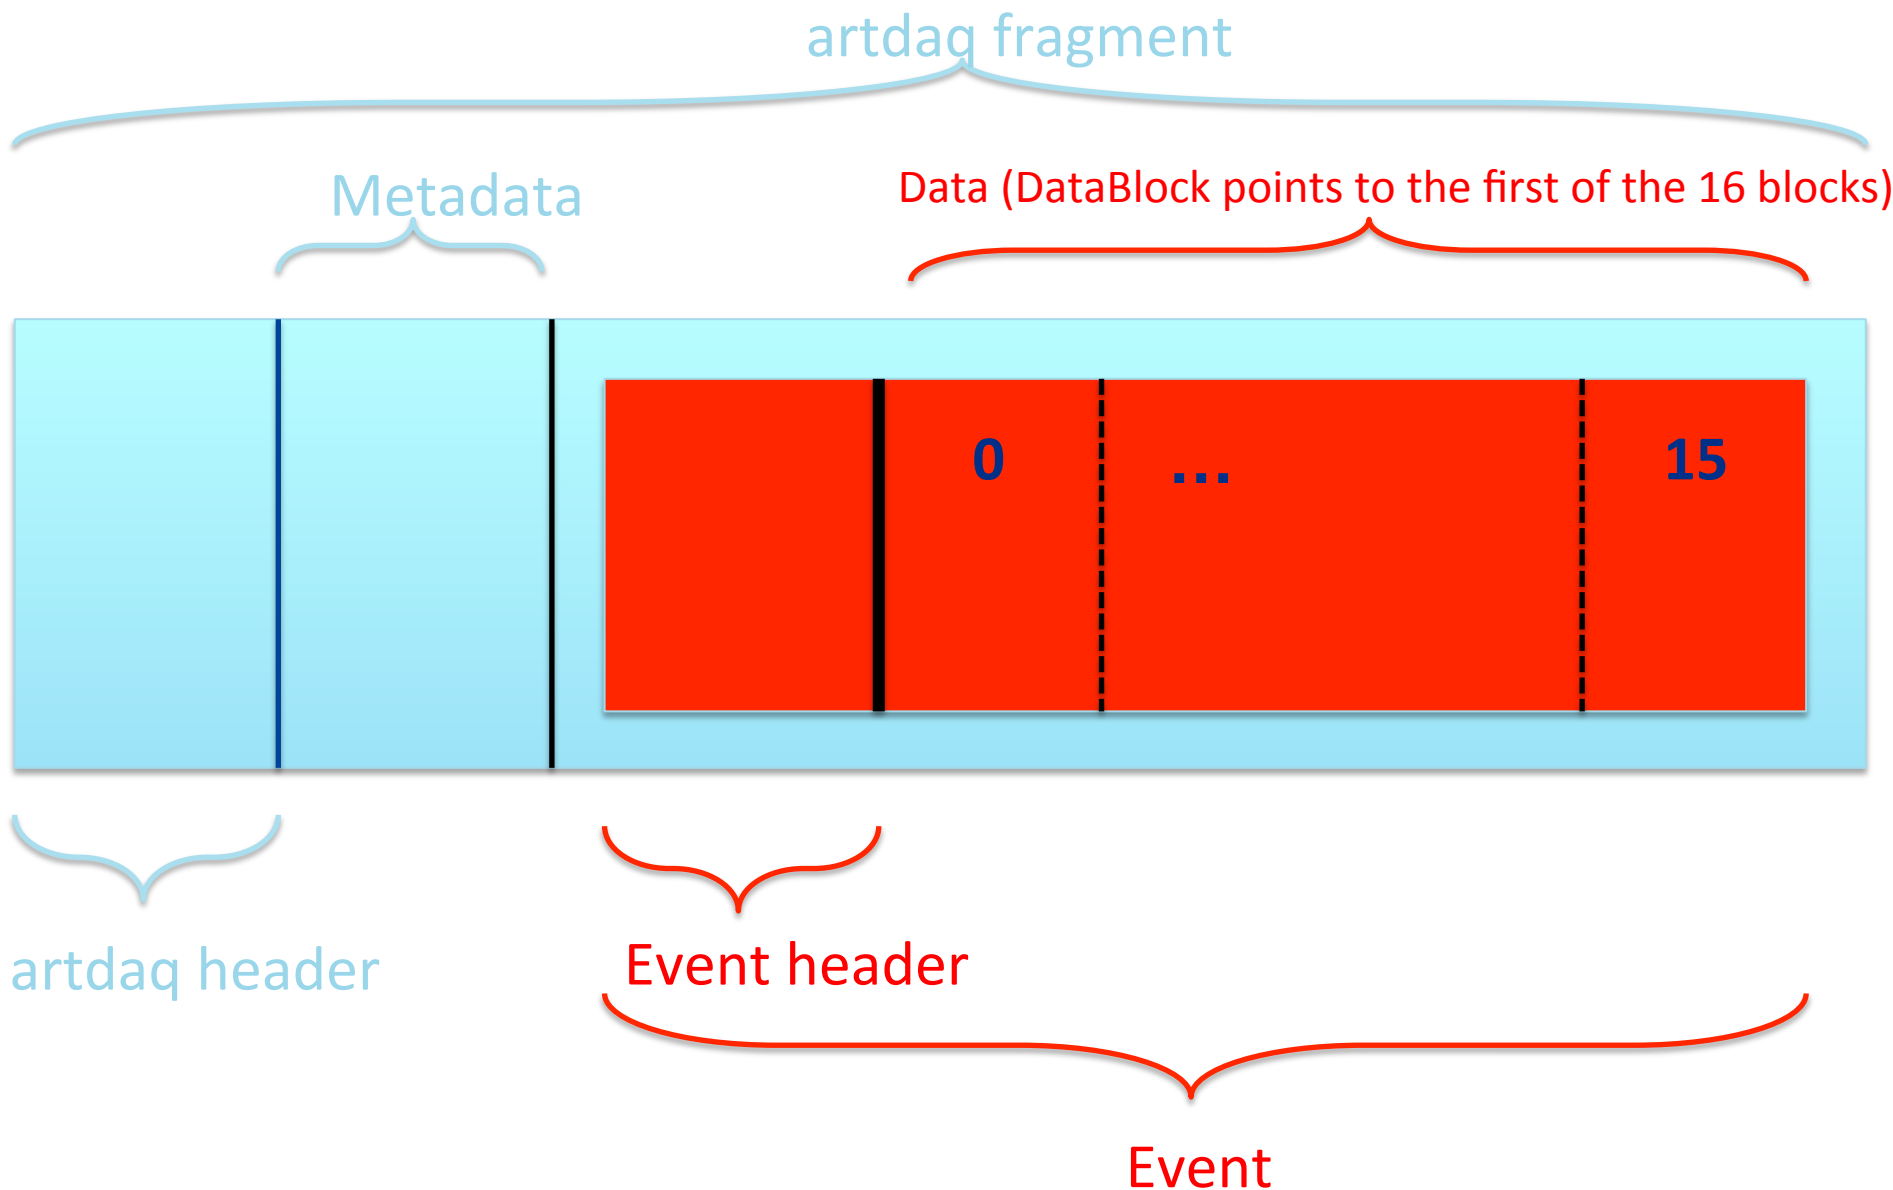 artdaq fragment
Metadata
Data (DataBlock points to the first of the 16 blocks)
0
...
15
artdaq header
Event header
Event